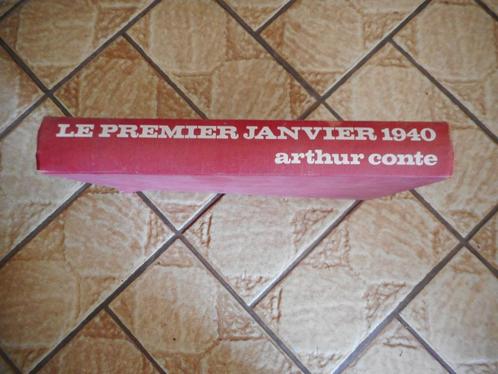 LE PREMIER JANVIER 1940
arthur conte